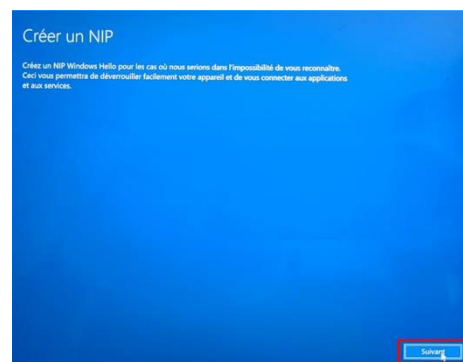 Créer un NIP
Créez un NIP Windows Hello pour les cas où nous serions dans l'impossibilité de vous reconnaître.
Ceci vous permettra de déverrouiller facilement votre appareil et de vous connecter aux applications
et aux services.
Suivant